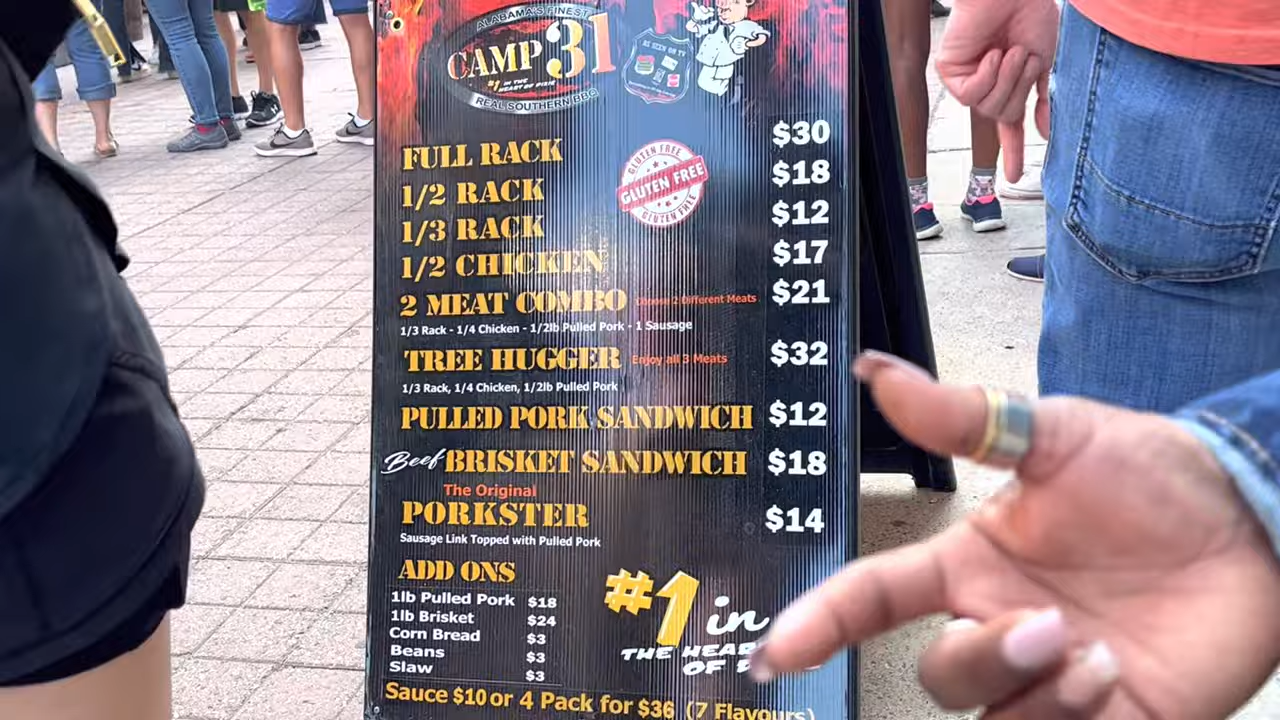 ALABAMA'S FINEST
CAMP 31
#1 IN THE
HEART OF DIXIE
REAL SOUTHERN BBQ
AS SEEN ON TV
FULL RACK $30
GLUTEN FREE
GLUTEN FREE
GLUTEN FREE
1/2 RACK $18
1/3 RACK $12
1/2 CHICKEN $17
2 MEAT COMBO Choose 2 Different Meats $21
1/3 Rack - 1/4 Chicken - 1/2lb Pulled Pork - 1 Sausage
TREE HUGGER Enjoy all 3 Meats $32
1/3 Rack, 1/4 Chicken, 1/2lb Pulled Pork
PULLED PORK SANDWICH $12
Beef BRISKET SANDWICH $18
The Original
PORKSTER $14
Sausage Link Topped with Pulled Pork
ADD ONS
1lb Pulled Pork $18
1lb Brisket $24
Corn Bread $3
Beans $3
Slaw $3
#1 in
THE HEAR
OF
Sauce $10 or 4 Pack for $36 (7 Flavours)